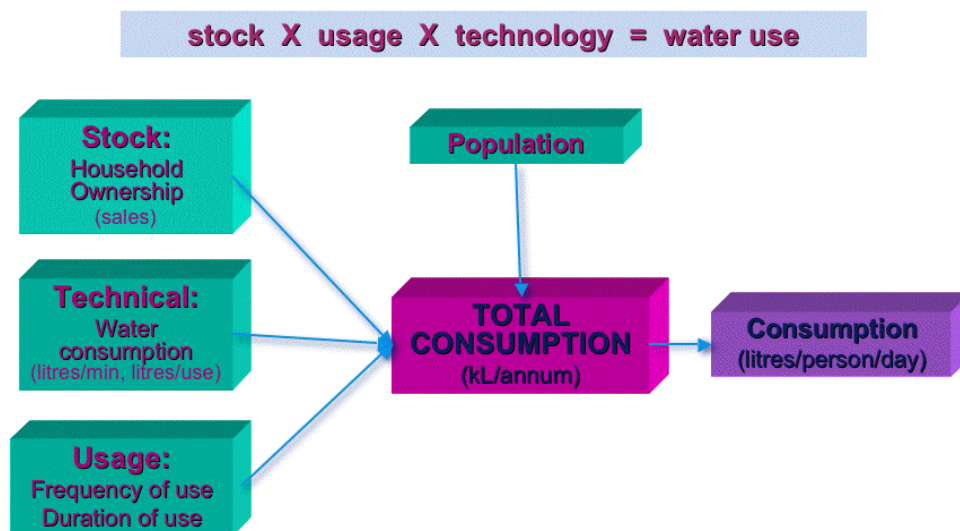 stock X usage X technology = water use
Stock:
Household
Ownership
(sales)
Population
Technical:
Water
consumption
(litres/min, litres/use)
TOTAL
CONSUMPTION
(kL/annum)
Consumption
(litres/person/day)
Usage:
Frequency of use
Duration of use